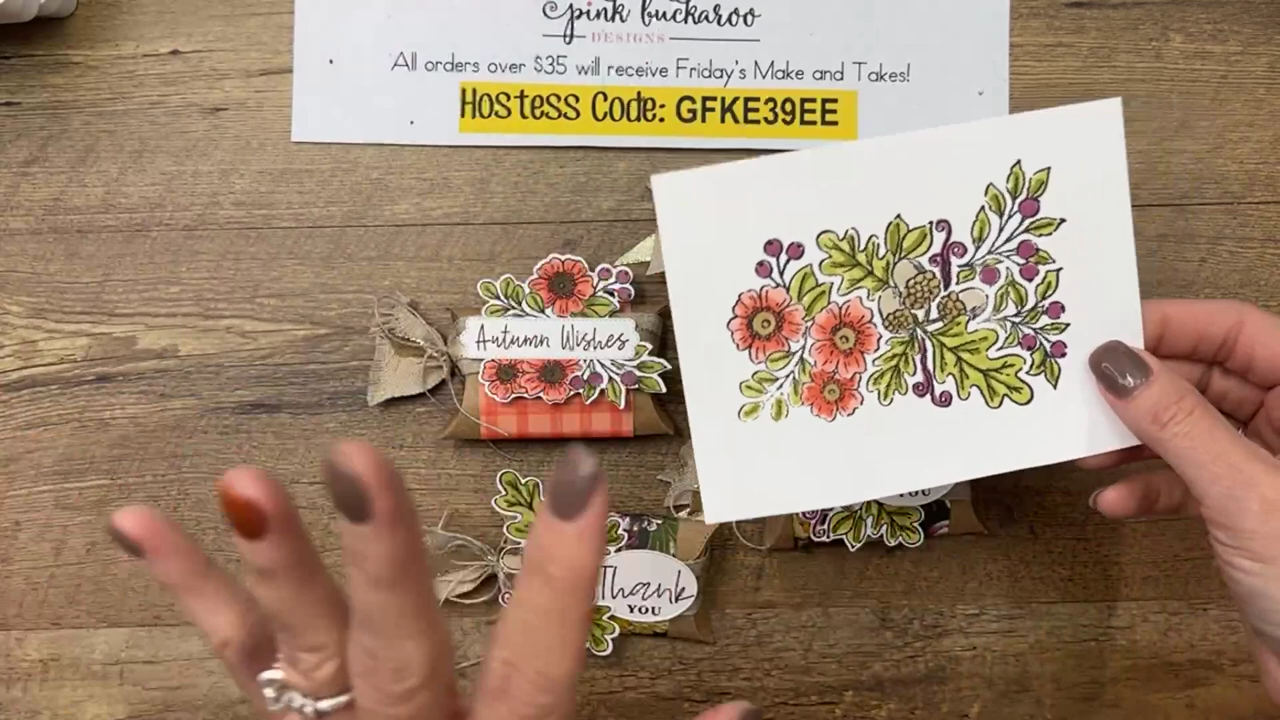 pink buckaroo
DESIGNS
All orders over $35 will receive Friday's Make and Takes!
Hostess Code: GFKE39EE
Autumn Wishes
YOU
Thank
YOU